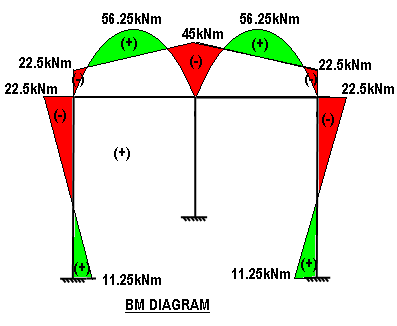 56.25kNm
56.25kNm
45kNm
(+)
(+)
22.5kNm
(-)
(-)
(-)
22.5kNm
22.5kNm
22.5kNm
(-)
(-)
(+)
(+)
(+)
11.25kNm
11.25kNm
BM DIAGRAM